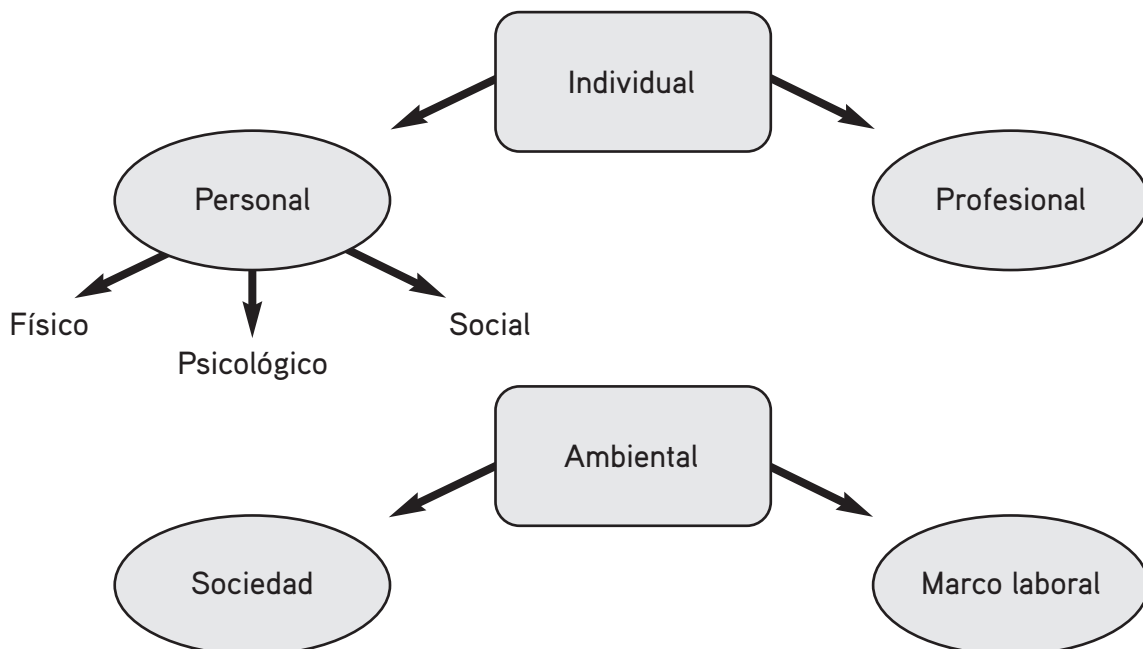 Individual
Personal
Profesional
Físico
Psicológico
Social
Ambiental
Sociedad
Marco laboral